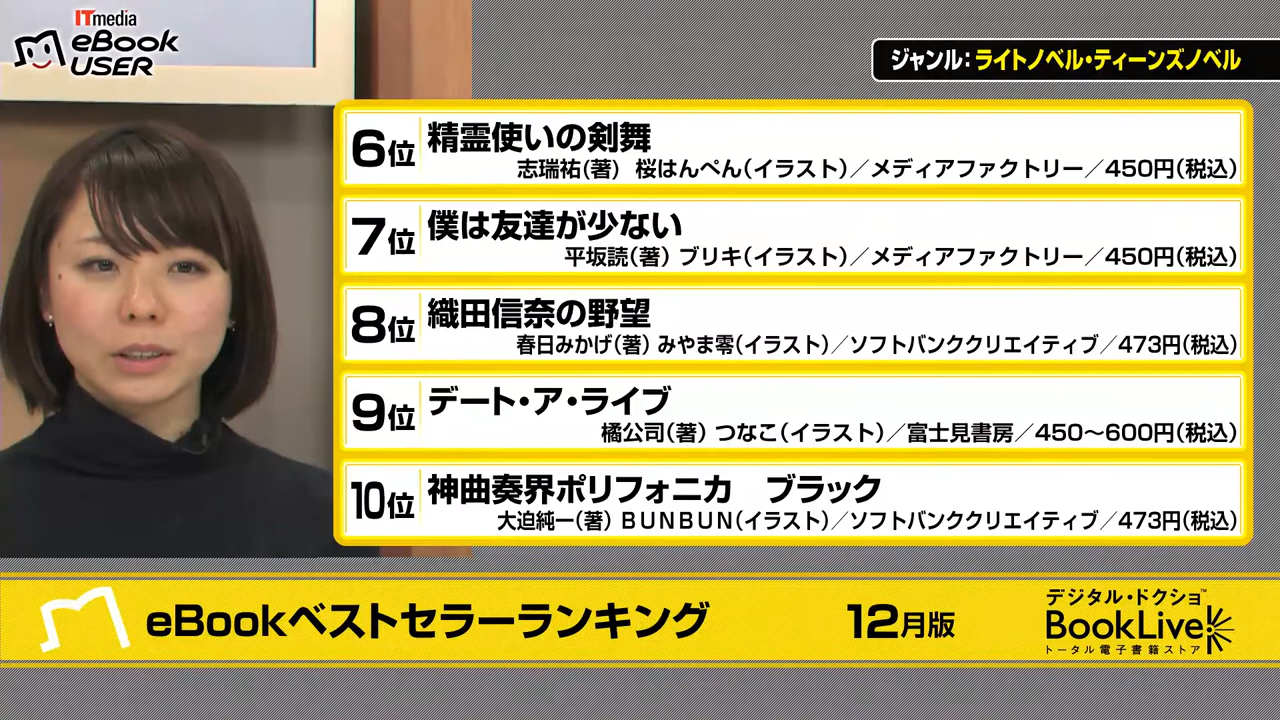 ITmedia
eBook
USER
ジャンル：ライトノベル・ティーンズノベル
6位 精霊使いの剣舞
志瑞祐(著) 桜はんぺん(イラスト)／メディアファクトリー／450円(税込)
7位 僕は友達が少ない
平坂読(著) ブリキ(イラスト)／メディアファクトリー／450円(税込)
8位 織田信奈の野望
春日みかげ(著) みやま零(イラスト)／ソフトバンククリエイティブ／473円(税込)
9位 デート・ア・ライブ
橘公司(著) つなこ(イラスト)／富士見書房／450～600円(税込)
10位 神曲奏界ポリフォニカ　ブラック
大迫純一(著) ＢＵＮＢＵＮ(イラスト)／ソフトバンククリエイティブ／473円(税込)
eBookベストセラーランキング 12月版
デジタル・ドクショ™
BookLive!
トータル電子書籍ストア